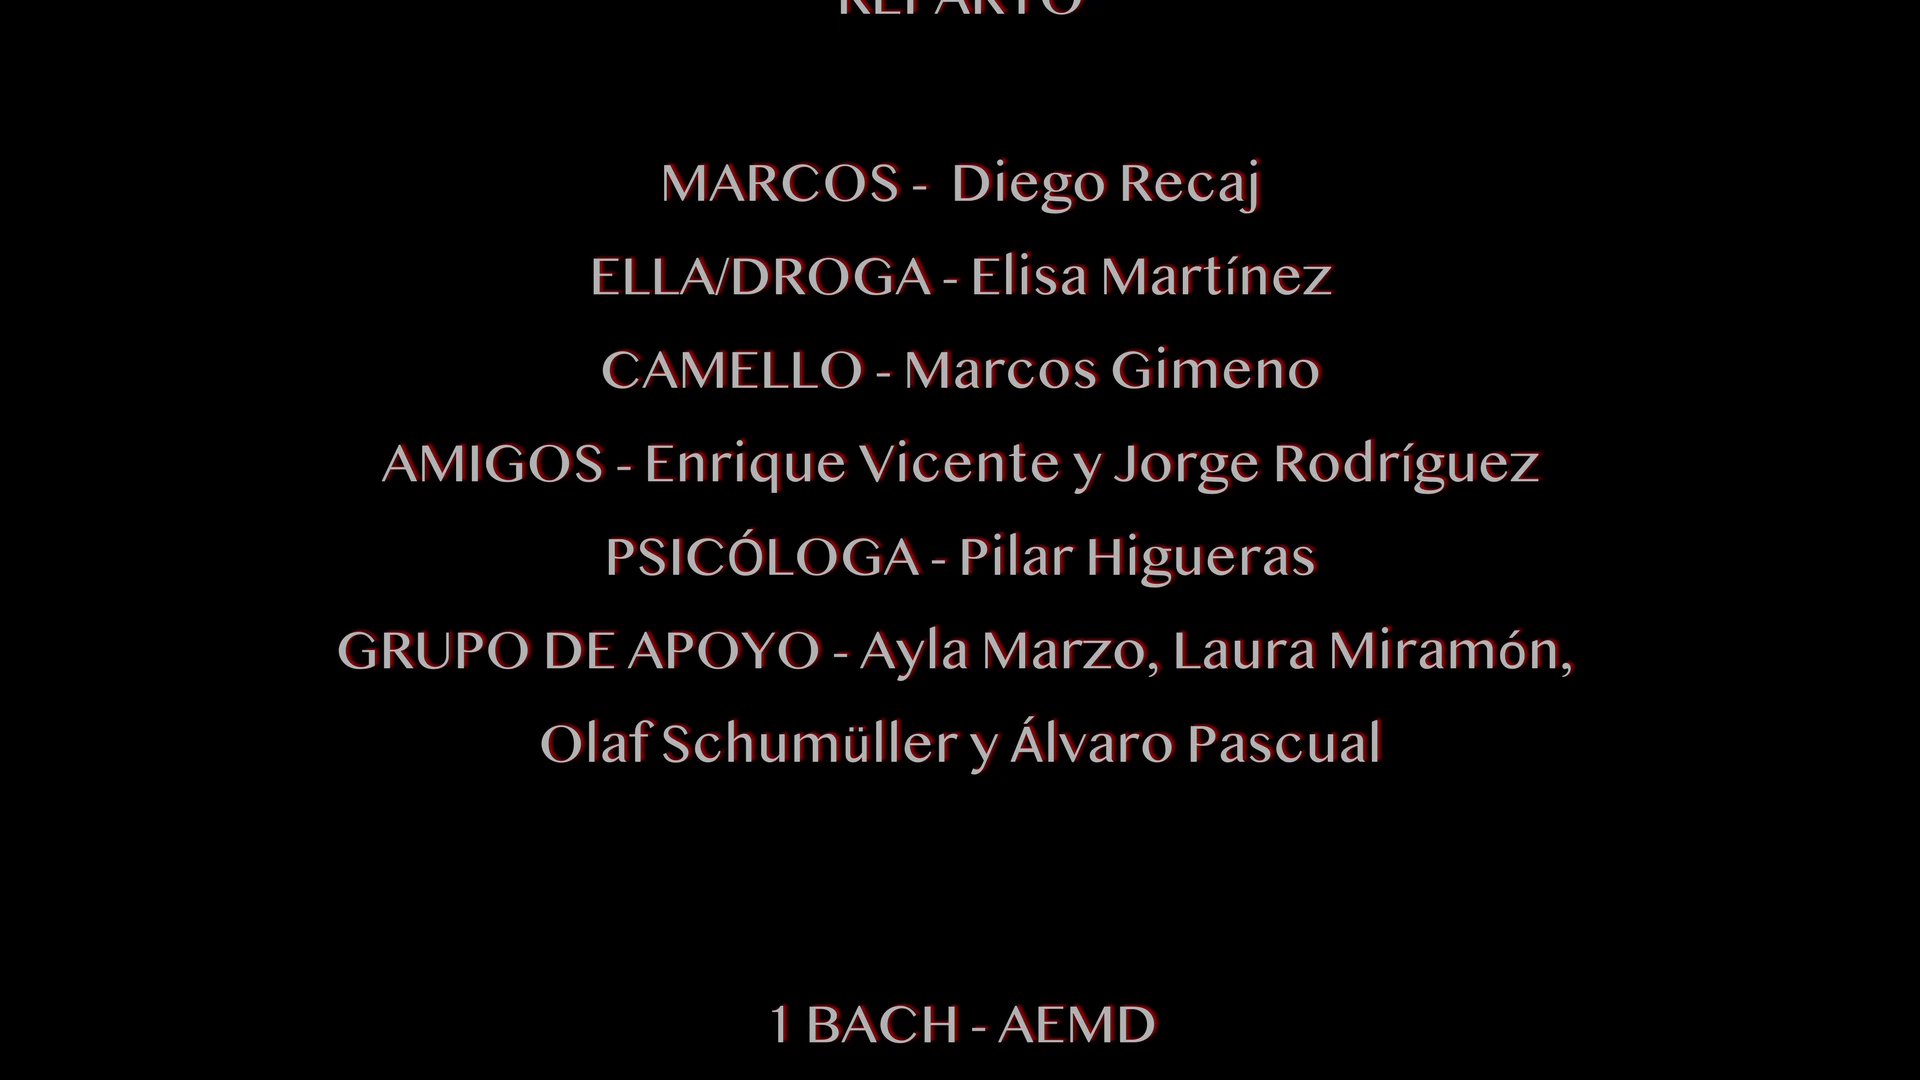 REPARTO
MARCOS - Diego Recaj
ELLA/DROGA - Elisa Martínez
CAMELLO - Marcos Gimeno
AMIGOS - Enrique Vicente y Jorge Rodríguez
PSICÓLOGA - Pilar Higueras
GRUPO DE APOYO - Ayla Marzo, Laura Miramón,
Olaf Schumüller y Álvaro Pascual
1 BACH - AEMD